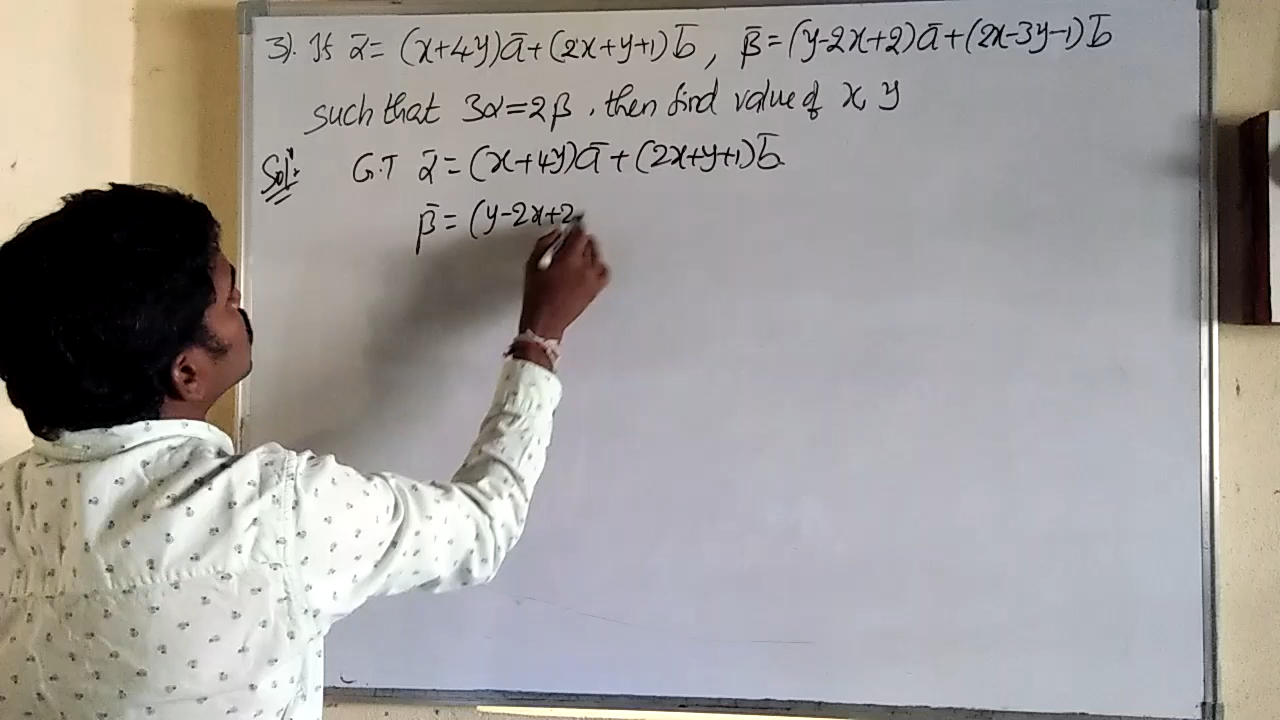 3). If ᾱ = (x+4y)ā+(2x+y+1)b̄, β̄ = (y-2x+2)ā+(2x-3y-1)b̄
such that 3α=2β, then find value of x, y
Sol:- G.T ᾱ = (x+4y)ā+(2x+y+1)b̄.
β̄ = (y-2x+2